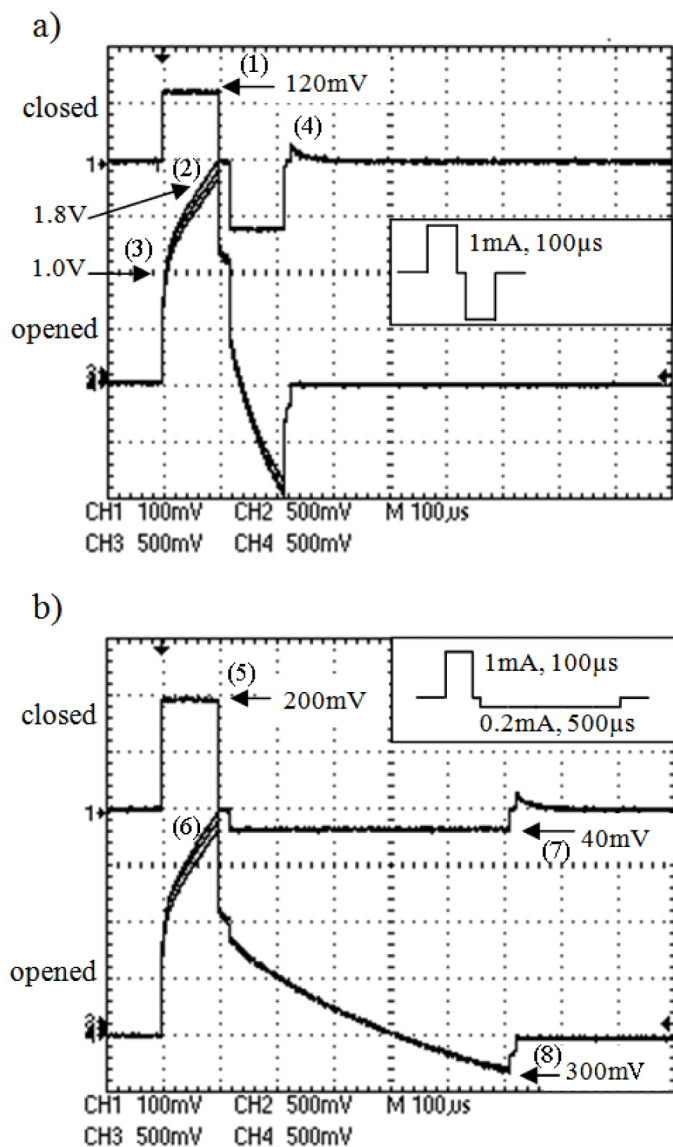 a)
(1)
120mV
closed
(4)
1
(2)
1.8V
(3)
1.0V
1mA, 100µs
opened
CH1 100mV CH2 500mV M 100µs
CH3 500mV CH4 500mV
b)
1mA, 100µs
0.2mA, 500µs
(5)
200mV
closed
1
(6)
40mV
(7)
opened
(8)
300mV
CH1 100mV CH2 500mV M 100µs
CH3 500mV CH4 500mV